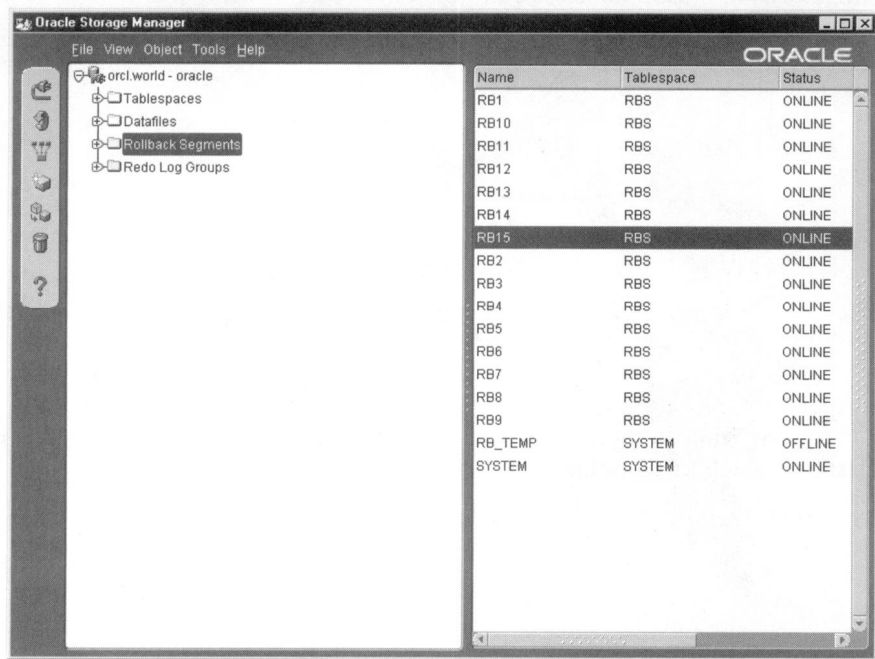 Oracle Storage Manager
File View Object Tools Help
ORACLE
orcl.world - oracle
Tablespaces
Datafiles
Rollback Segments
Redo Log Groups
Name Tablespace Status
RB1 RBS ONLINE
RB10 RBS ONLINE
RB11 RBS ONLINE
RB12 RBS ONLINE
RB13 RBS ONLINE
RB14 RBS ONLINE
RB15 RBS ONLINE
RB2 RBS ONLINE
RB3 RBS ONLINE
RB4 RBS ONLINE
RB5 RBS ONLINE
RB6 RBS ONLINE
RB7 RBS ONLINE
RB8 RBS ONLINE
RB9 RBS ONLINE
RB_TEMP SYSTEM OFFLINE
SYSTEM SYSTEM ONLINE